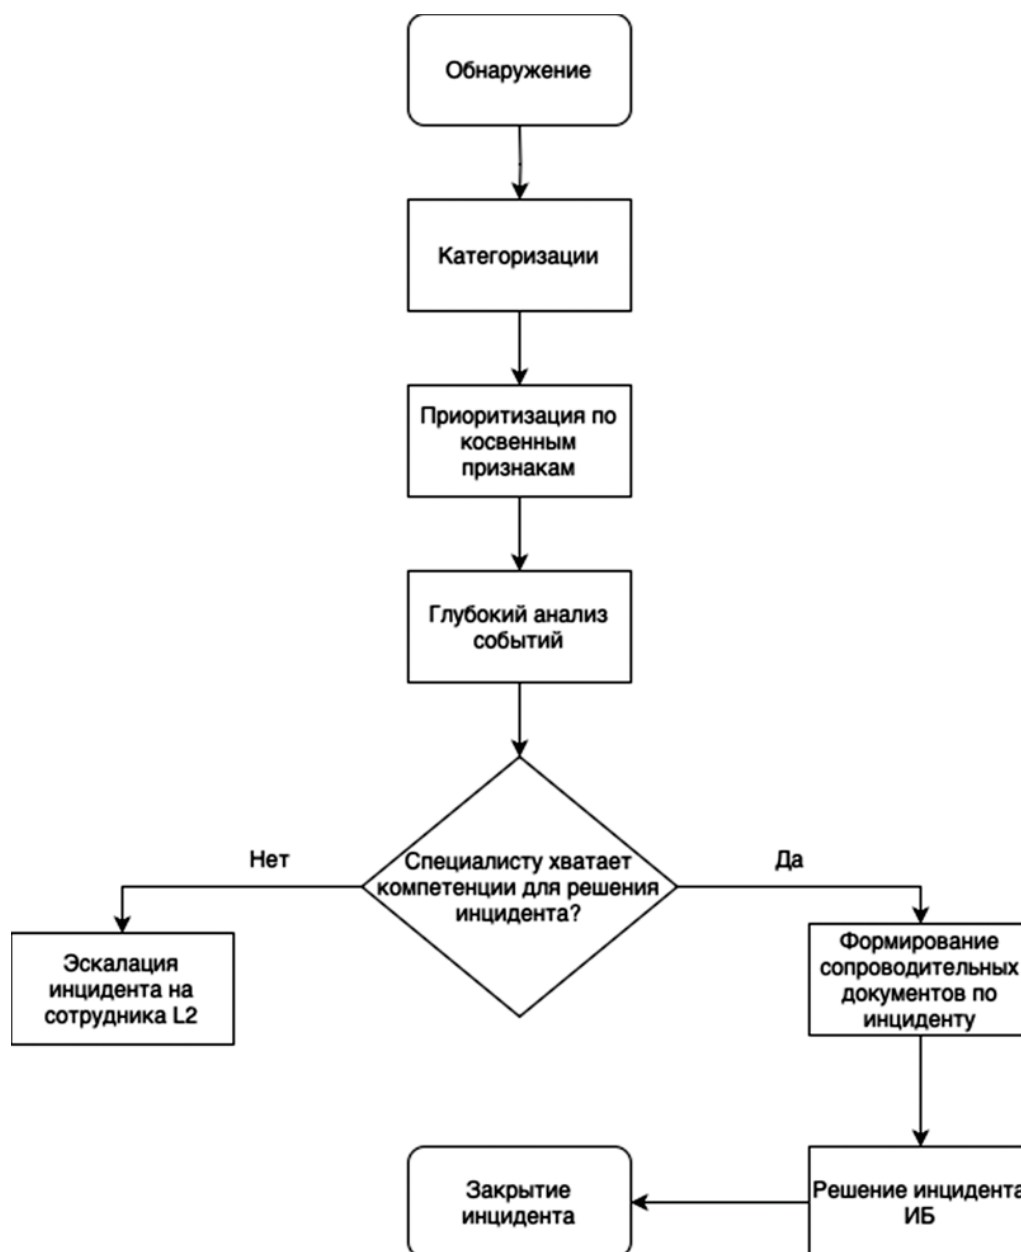 Обнаружение
Категоризации
Приоритизация по
косвенным
признакам
Глубокий анализ
событий
Нет
Специалисту хватает
компетенции для решения
инцидента?
Да
Эскалация
инцидента на
сотрудника L2
Формирование
сопроводительных
документов по
инциденту
Закрытие
инцидента
Решение инцидента
ИБ